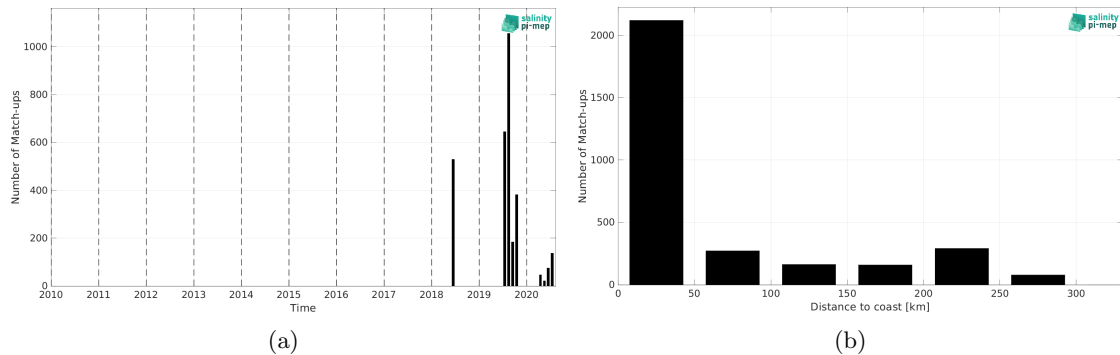 salinity
pi-mep
Number of Match-ups
1000
800
600
400
200
0
2010 2011 2012 2013 2014 2015 2016 2017 2018 2019 2020
Time
(a)
salinity
pi-mep
Number of Match-ups
2000
1500
1000
500
0
0 50 100 150 200 250 300
Distance to coast [km]
(b)